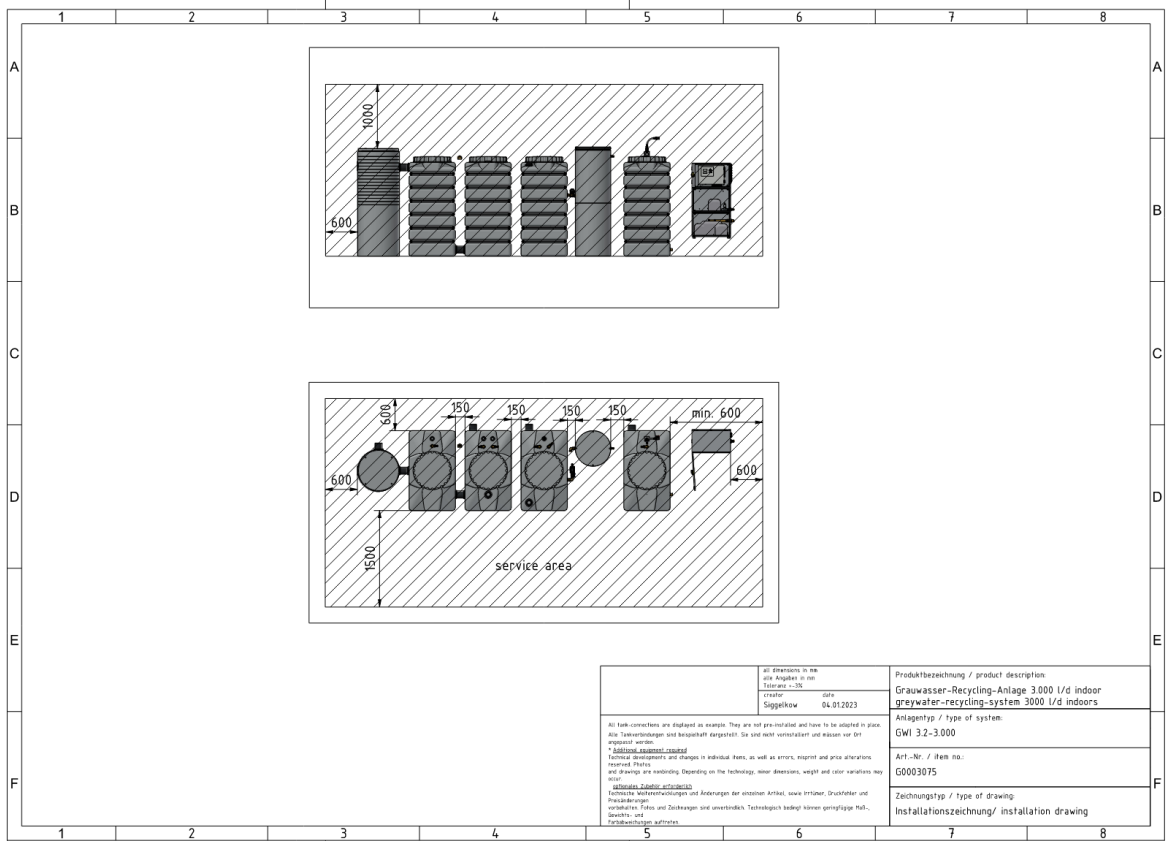 1 2 3 4 5 6 7 8
A A
1000
B B
600
C C
600 150 150 150 150 min. 600
D D
600 600
1500
service area
E E
all dimensions in mm
alle Angaben in mm
Toleranz +-3%
creator date
Siggelkow 04.01.2023
Produktbezeichnung / product description:
Grauwasser-Recycling-Anlage 3.000 l/d indoor
greywater-recycling-system 3000 l/d indoors
Anlagentyp / type of system:
GWI 3.2-3.000
Art.-Nr. / item no.:
G0003075
Zeichnungstyp / type of drawing:
Installationszeichnung/ installation drawing
All tank-connections are displayed as example. They are not pre-installed and have to be adapted in place.
Alle Tankverbindungen sind beispielhaft dargestellt. Sie sind nicht vorinstalliert und müssen vor Ort
angepasst werden.
* Additional equipment required
Technical developments and changes in individual items, as well as errors, misprint and price alterations
reserved. Photos
and drawings are nonbinding. Depending on the technology, minor dimensions, weight and color variations may
occur.
optionales Zubehör erforderlich
Technische Weiterentwicklungen und Änderungen der einzelnen Artikel, sowie Irrtümer, Druckfehler und
Preisänderungen
vorbehalten. Fotos und Zeichnungen sind unverbindlich. Technologisch bedingt können geringfügige Maß-,
Gewichts- und
Farbabweichungen auftreten.
F F
1 2 3 4 5 6 7 8